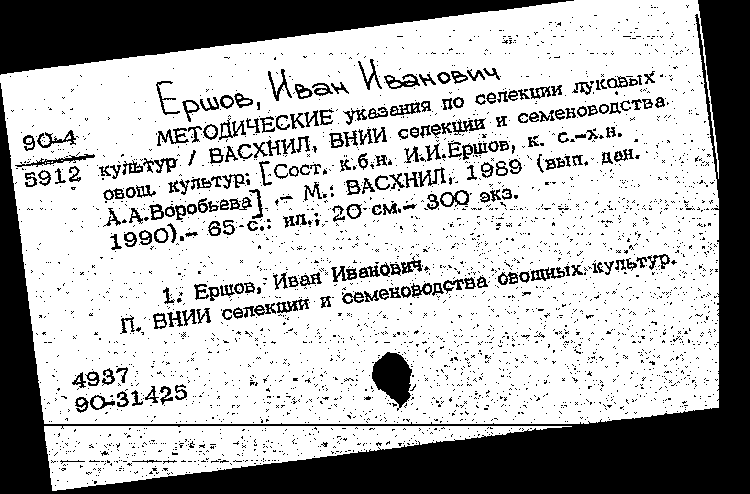 Ершов, Иван Иванович
90-4
5912
МЕТОДИЧЕСКИЕ указания по селекции луковых
культур / ВАСХНИЛ, ВНИИ селекции и семеноводства
овощ. культур; [Сост. к.б.н. И.И.Ершов, к. с.-х.н.
А.А.Воробьева] .- М.: ВАСХНИЛ, 1989 (вып. дан.
1990).- 65 с.: ил.; 20 см.- 300 экз.
1. Ершов, Иван Иванович.
П. ВНИИ селекции и семеноводства овощных культур.
4937
90-31425